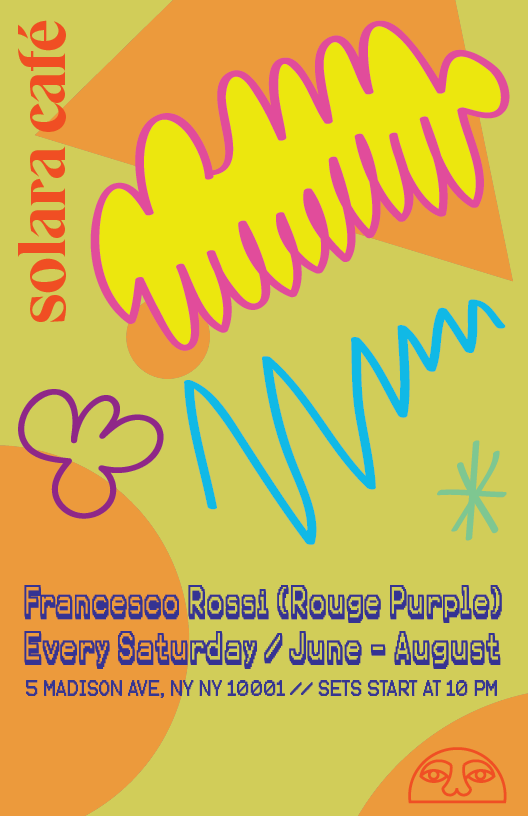 solara café
Francesco Rossi (Rouge Purple)
Every Saturday / June - August
5 MADISON AVE, NY NY 10001 // SETS START AT 10 PM